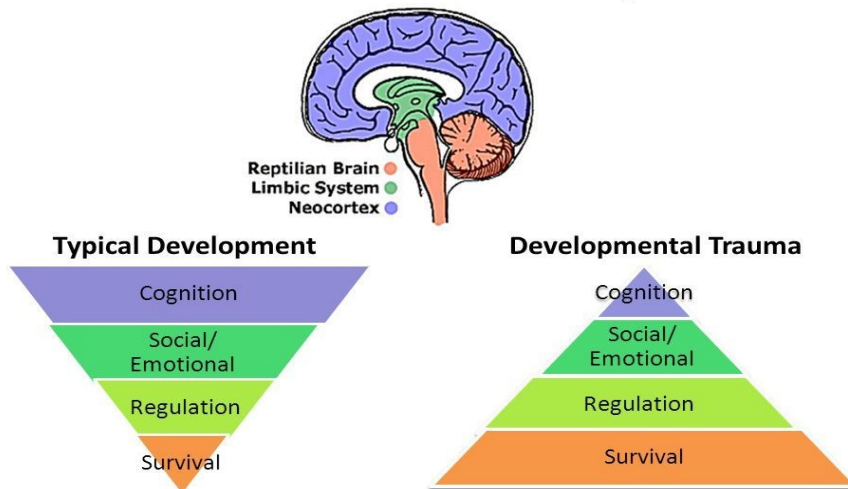 Reptilian Brain
Limbic System
Neocortex
Typical Development
Cognition
Social/
Emotional
Regulation
Survival
Developmental Trauma
Cognition
Social/
Emotional
Regulation
Survival